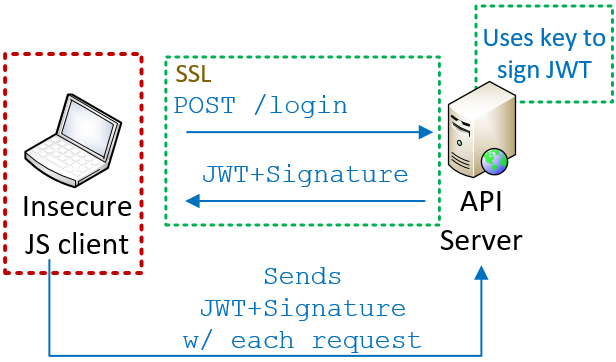 Uses key to
sign JWT
SSL
POST /login
JWT+Signature
Insecure
JS client
API
Server
Sends
JWT+Signature
w/ each request